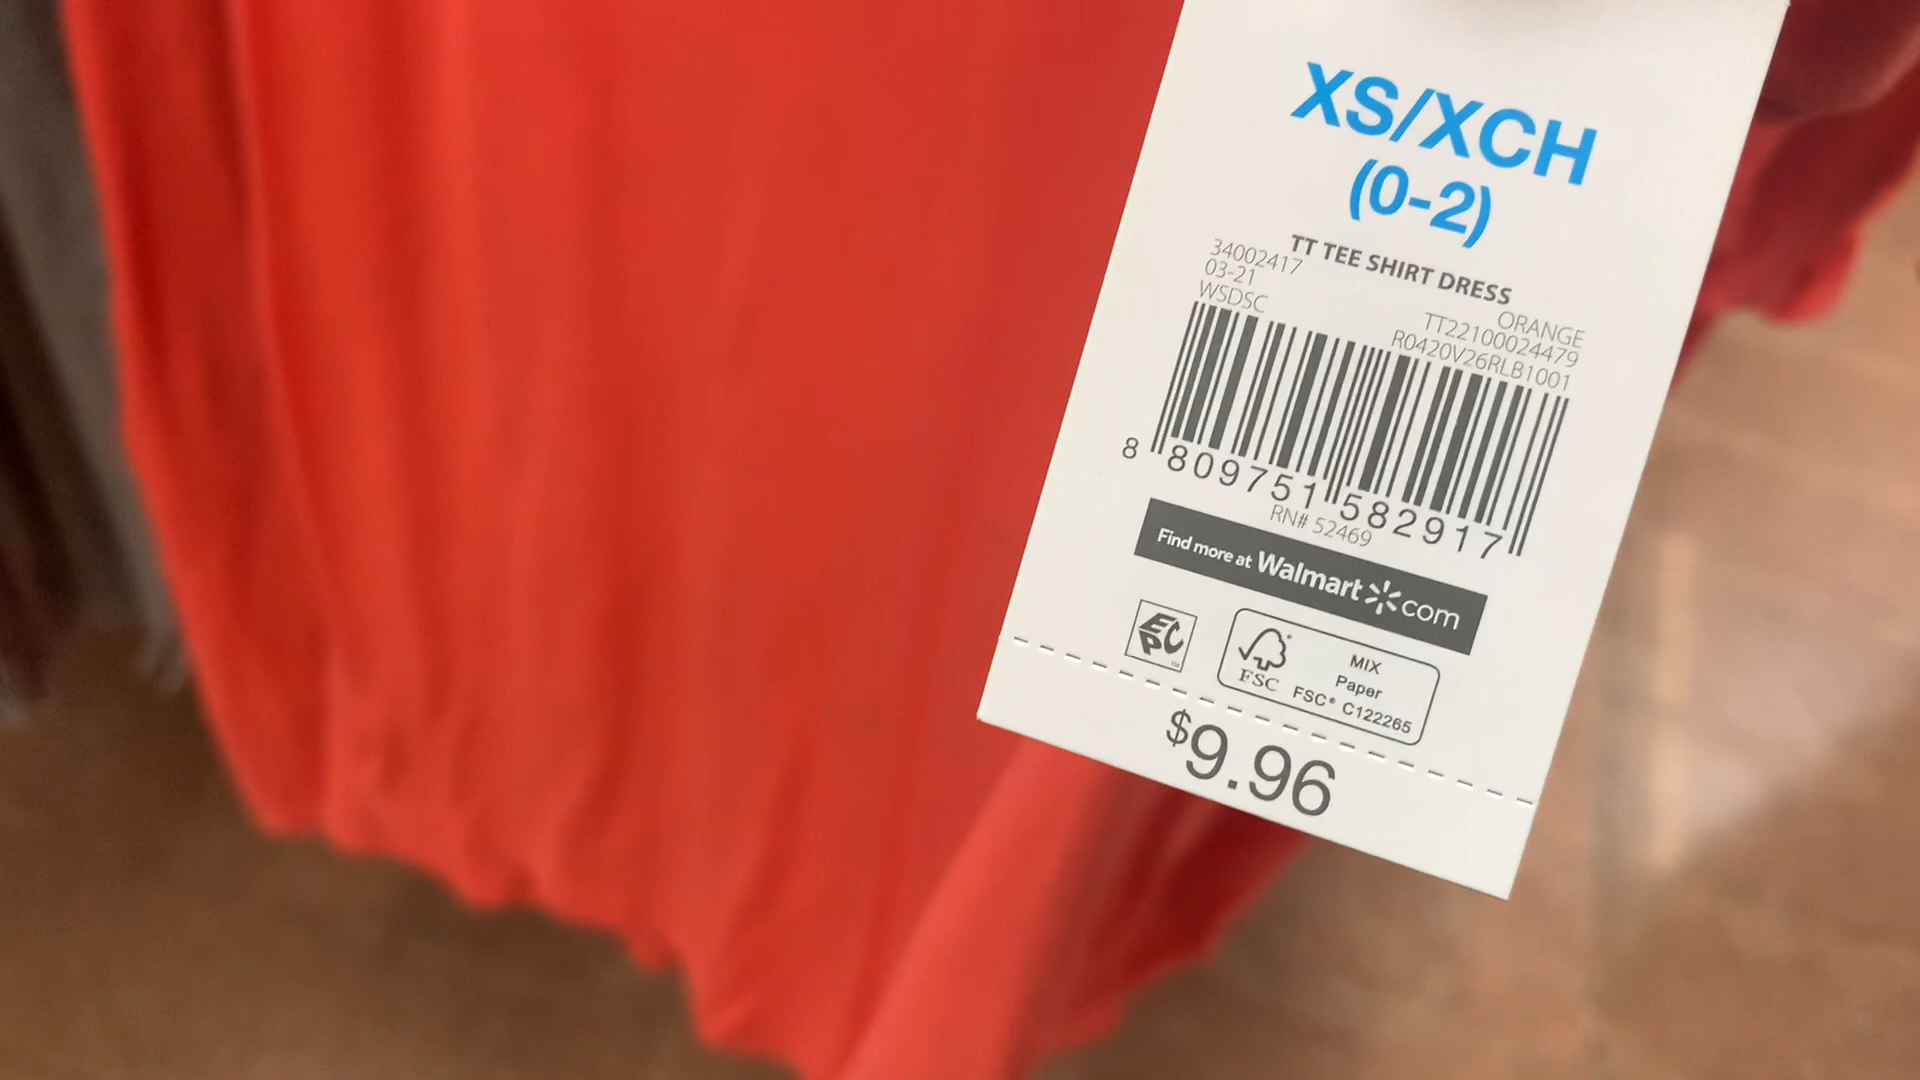 XS/XCH
(0-2)
TT TEE SHIRT DRESS
34002417
03-21
WSDSC
ORANGE
TT22100024479
R0420V26RLB1001
8 809751 582917
RN# 52469
Find more at Walmart com
EPC
TM
FSC
MIX
Paper
FSC® C122265
$9.96